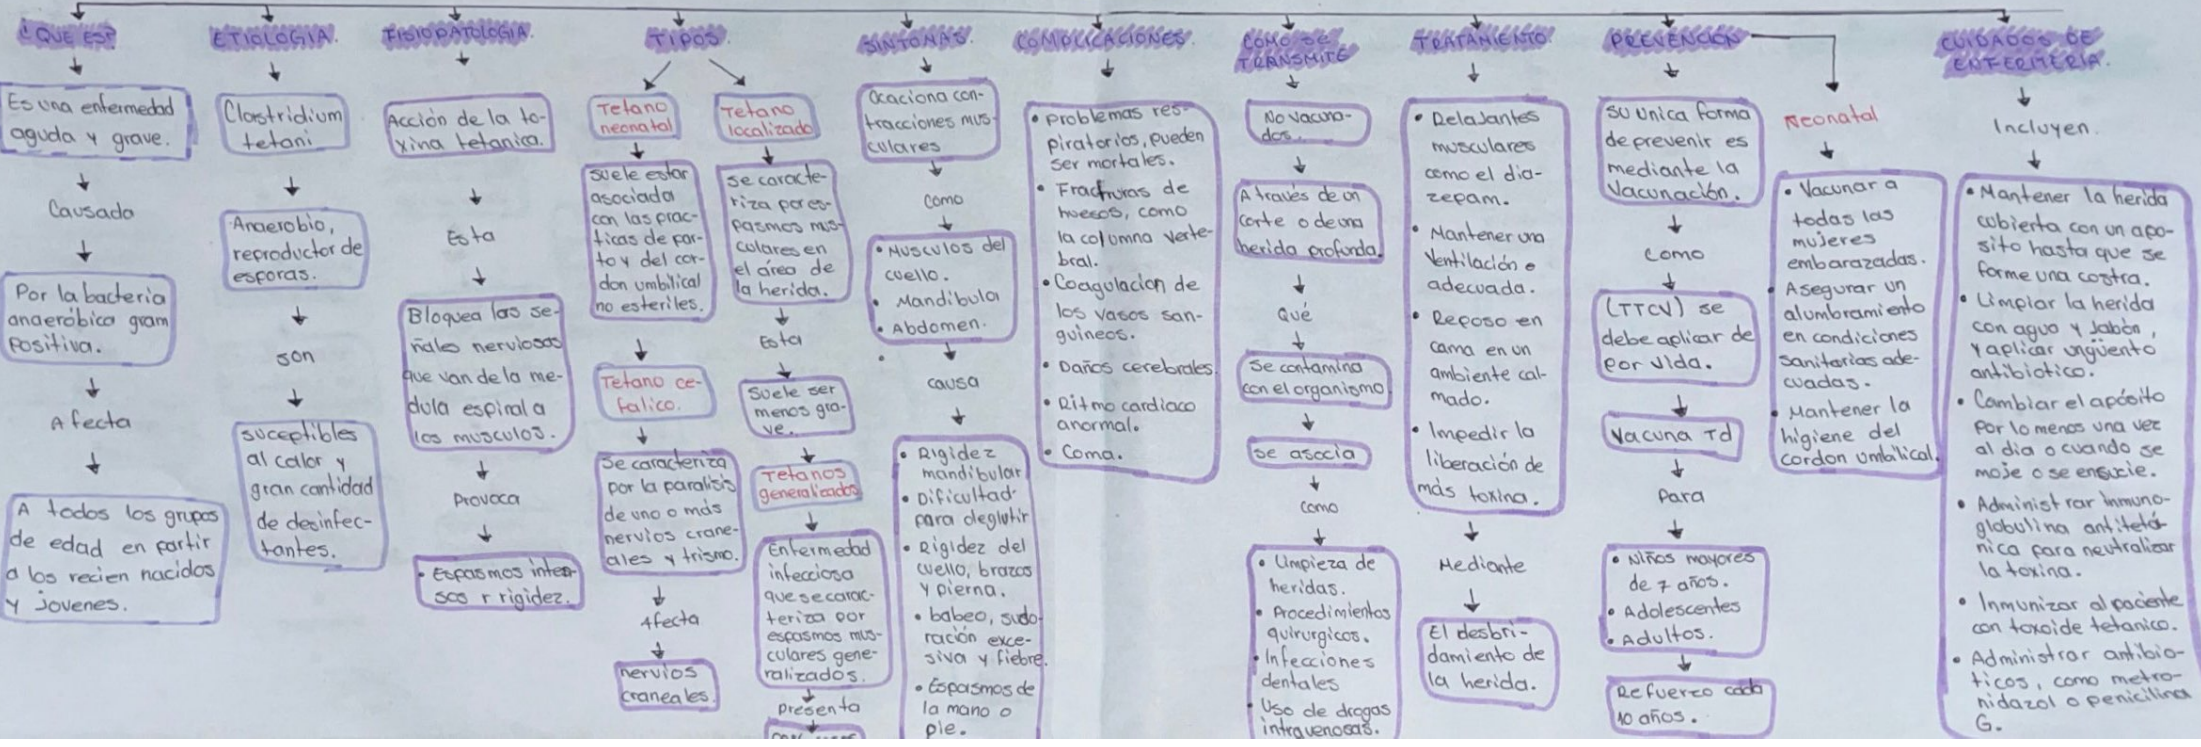 ¿QUE ES?
Es una enfermedad
aguda y grave.
Causada
Por la bacteria
anaeróbica gram
Positiva.
Afecta
A todos los grupos
de edad en partir
a los recien nacidos
y jovenes.
ETIOLOGIA.
Clostridium
tetani
Anaerobio,
reproductor de
esporas.
son
suceptibles
al calor y
gran cantidad
de desinfec-
tantes.
FISIOPATOLOGIA.
Acción de la to-
xina tetanica.
Esta
Bloquea las se-
ñales nerviosas
que van de la me-
dula espinal a
los musculos.
Provoca
• Espasmos inten-
sos r rigidez.
TIPOS.
Tetano
neonatal
suele estar
asociada
con las prac-
ticas de par-
to y del cor-
don umbilical
no esteriles.
Tetano ce-
falico.
Se caracteriza
por la paralisis
de uno o más
nervios crane-
ales y trismo.
Afecta
nervios
craneales.
Tetano
localizado
se caracte-
riza por es-
pasmos mus-
culares en
el área de
la herida.
Esta
Suele ser
menos gra-
ve.
Tetanos
generalizados
Enfermedad
infecciosa
que se carac-
teriza por
espasmos mus-
culares gene-
ralizados.
Presenta
SINTOMAS.
Ocaciona con-
tracciones mus-
culares
como
• Musculos del
cuello.
• Mandibula
• Abdomen.
causa
• Rigidez
mandibular
• Dificultad
para deglutir
• Rigidez del
cuello, brazos
y pierna.
• babeo, sudo-
ración exce-
siva y fiebre.
• Espasmos de
la mano o
pie.
COMPLICACIONES.
• Problemas res-
piratorios, pueden
ser mortales.
• Fracturas de
huesos, como
la columna verte-
bral.
• Coagulacion de
los vasos san-
guineos.
• Daños cerebrales.
• Ritmo cardiaco
anormal.
• Coma.
COMO SE
TRANSMITE
No vacuna-
dos.
A través de un
corte o de una
herida profunda.
Qué
Se contamina
con el organismo
se asocia
como
• Limpieza de
heridas.
• Procedimientos
quirurgicos.
• Infecciones
dentales
• Uso de drogas
intravenosas.
TRATAMIENTO.
• Relajantes
musculares
como el dia-
zepam.
• Mantener una
Ventilación
adecuada.
• Reposo en
cama en un
ambiente cal-
mado.
• Impedir la
liberación de
más toxina.
Mediante
El desbri-
damiento de
la herida.
PREVENCIÓN
su unica forma
de prevenir es
mediante la
Vacunación.
como
(TTCV) se
debe aplicar de
por vida.
Vacuna Td
Para
• Niños mayores
de 7 años.
• Adolescentes
• Adultos.
Refuerzo cada
10 años.
Neonatal
• Vacunar a
todas las
mujeres
embarazadas.
• Asegurar un
alumbramiento
en condiciones
sanitarias ade-
cuadas.
• Mantener la
higiene del
cordon umbilical.
CUIDADOS DE
ENFERMERIA.
Incluyen.
• Mantener la herida
cubierta con un apo-
sito hasta que se
forme una costra.
• Limpiar la herida
con agua y Jabón,
y aplicar ungüento
antibiotico.
• Cambiar el apósito
Por lo menos una vez
al dia o cuando se
moje o se ensucie.
• Administrar inmuno-
globulina antitetá-
nica para neutralizar
la toxina.
• Inmunizar al paciente
con toxoide tetanico.
• Administrar antibio-
ticos, como metro-
nidazol o penicilina
G.